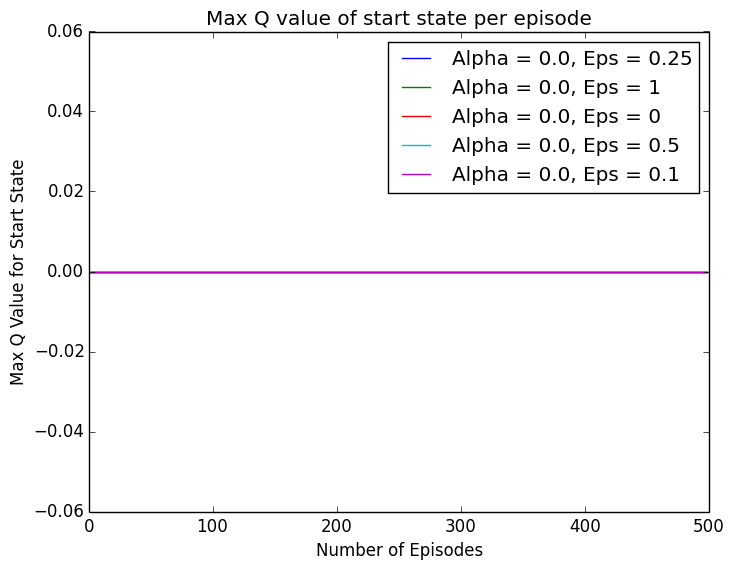 Max Q value of start state per episode
0.06
0.04
0.02
0.00
−0.02
−0.04
−0.06
Max Q Value for Start State
Alpha = 0.0, Eps = 0.25
Alpha = 0.0, Eps = 1
Alpha = 0.0, Eps = 0
Alpha = 0.0, Eps = 0.5
Alpha = 0.0, Eps = 0.1
0 100 200 300 400 500
Number of Episodes